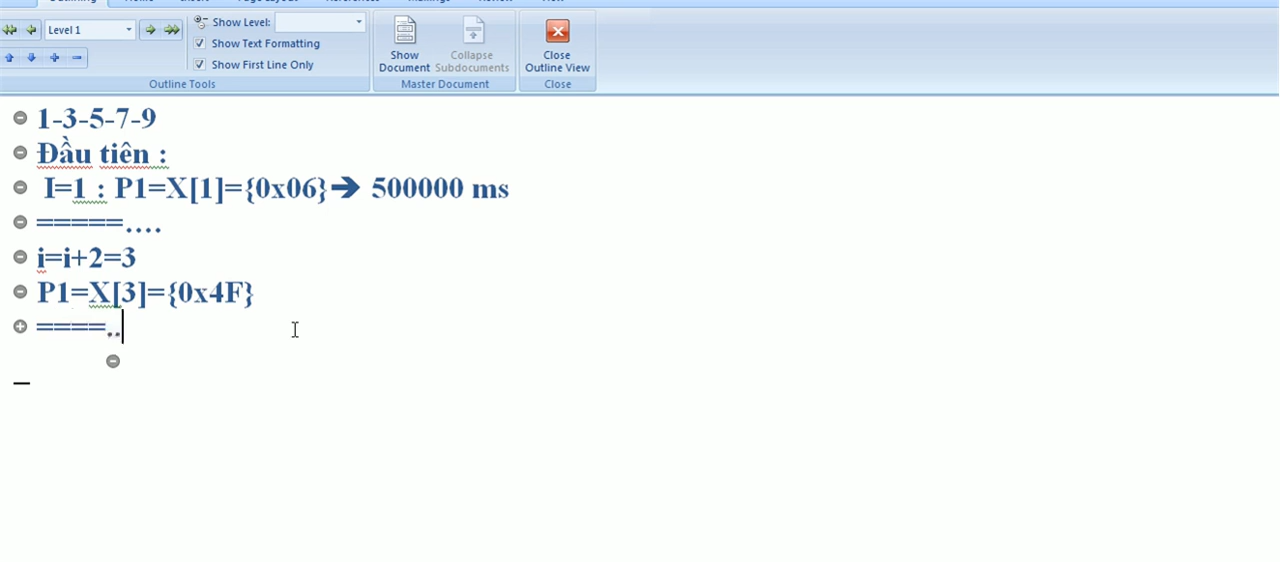 Level 1
Show Level:
Show Text Formatting
Show First Line Only
Outline Tools
Show Document
Collapse Subdocuments
Master Document
Close Outline View
Close
1-3-5-7-9
Đầu tiên :
I=1 : P1=X[1]={0x06}➔ 500000 ms
=====....
i=i+2=3
P1=X[3]={0x4F}
====..